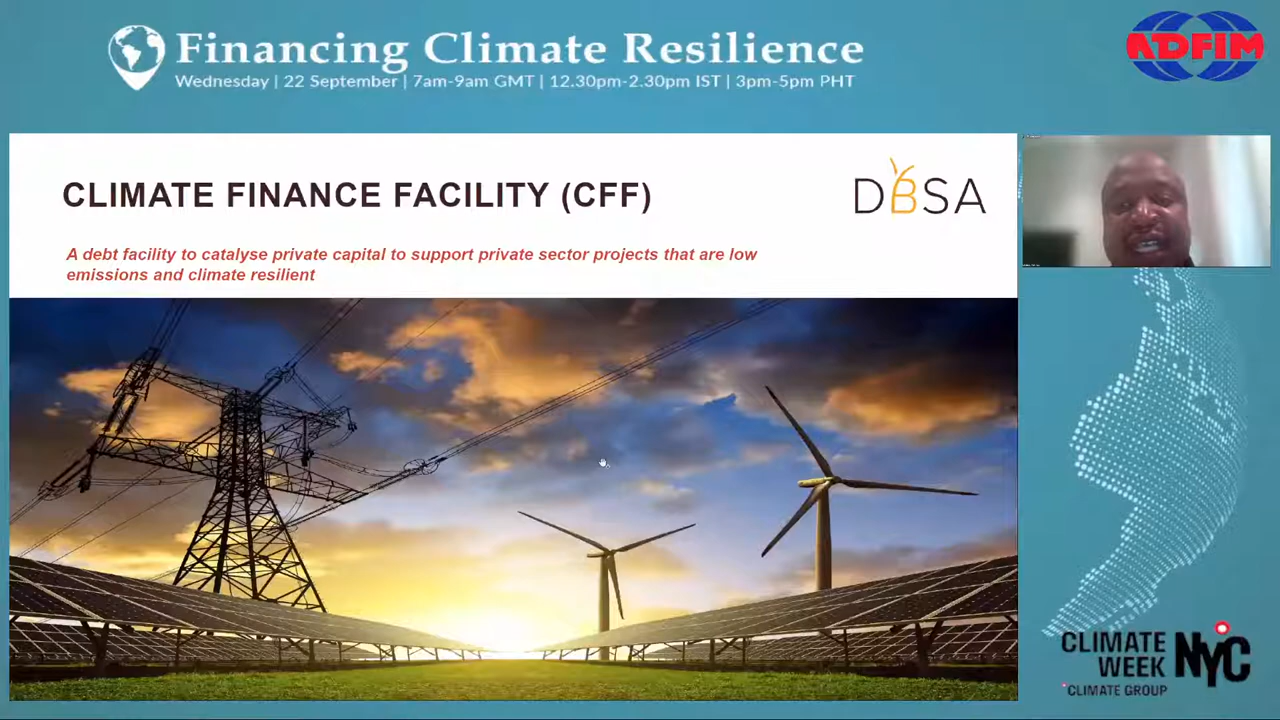 Financing Climate Resilience
Wednesday | 22 September | 7am-9am GMT | 12.30pm-2.30pm IST | 3pm-5pm PHT
ADFIM
CLIMATE FINANCE FACILITY (CFF)
DBSA
A debt facility to catalyse private capital to support private sector projects that are low
emissions and climate resilient
CLIMATE
WEEK NYC
CLIMATE GROUP